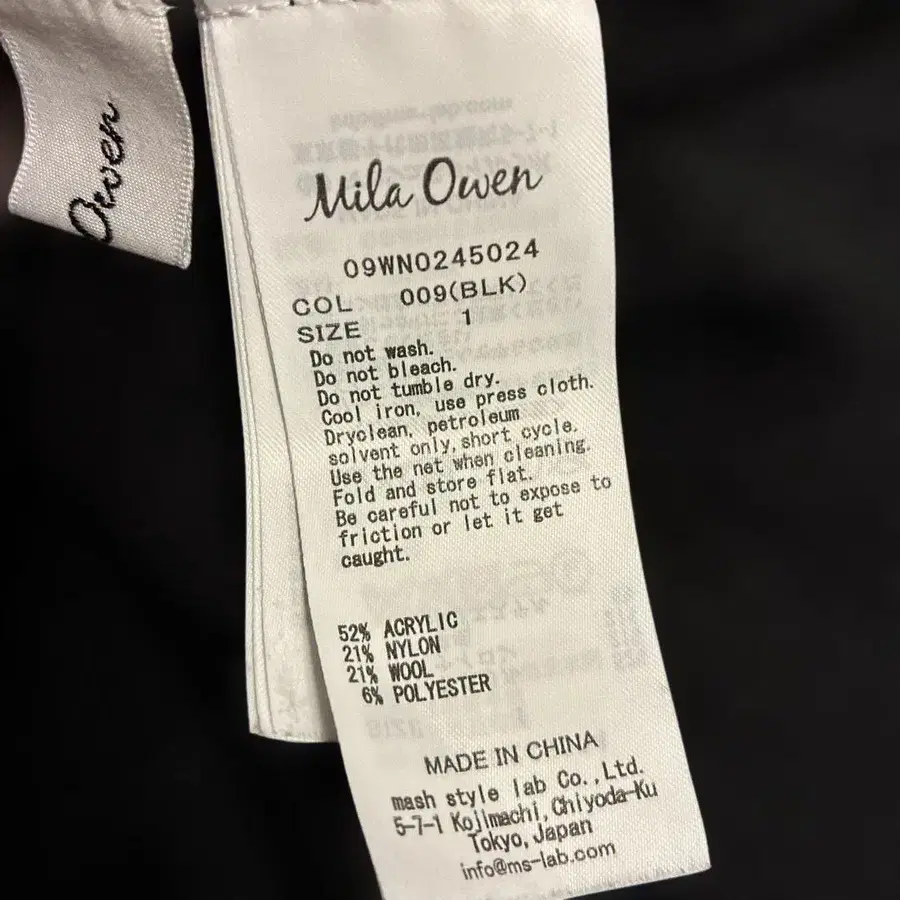 Owen
Mila Owen
09WN0245024
COL 009(BLK)
SIZE 1
Do not wash.
Do not bleach.
Do not tumble dry.
Cool iron, use press cloth.
Dryclean, petroleum
solvent only,short cycle.
Use the net when cleaning.
Fold and store flat.
Be careful not to expose to
friction or let it get
caught.
52% ACRYLIC
21% NYLON
21% WOOL
6% POLYESTER
MADE IN CHINA
mash style lab Co.,Ltd.
5-7-1 Kojimachi,Chiyoda-Ku
Tokyo,Japan
info@ms-lab.com